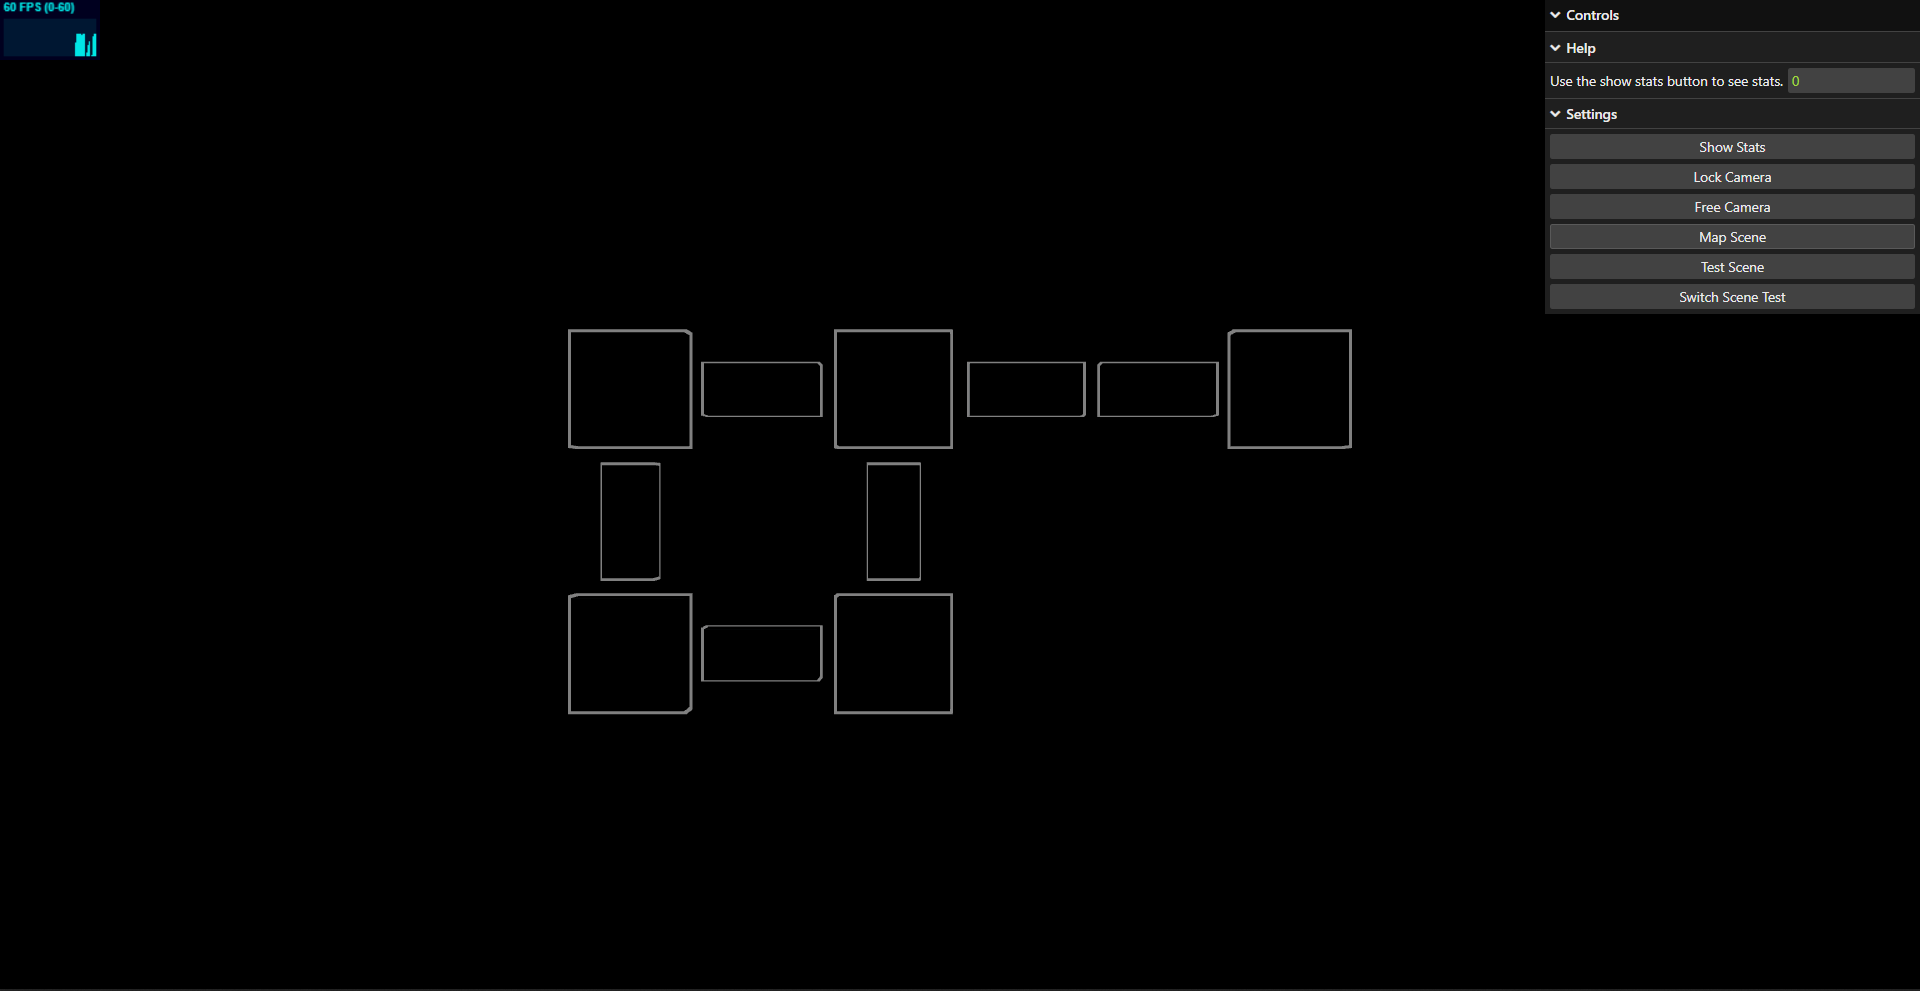 60 FPS (0-60)
Controls
Help
Use the show stats button to see stats. 0
Settings
Show Stats
Lock Camera
Free Camera
Map Scene
Test Scene
Switch Scene Test